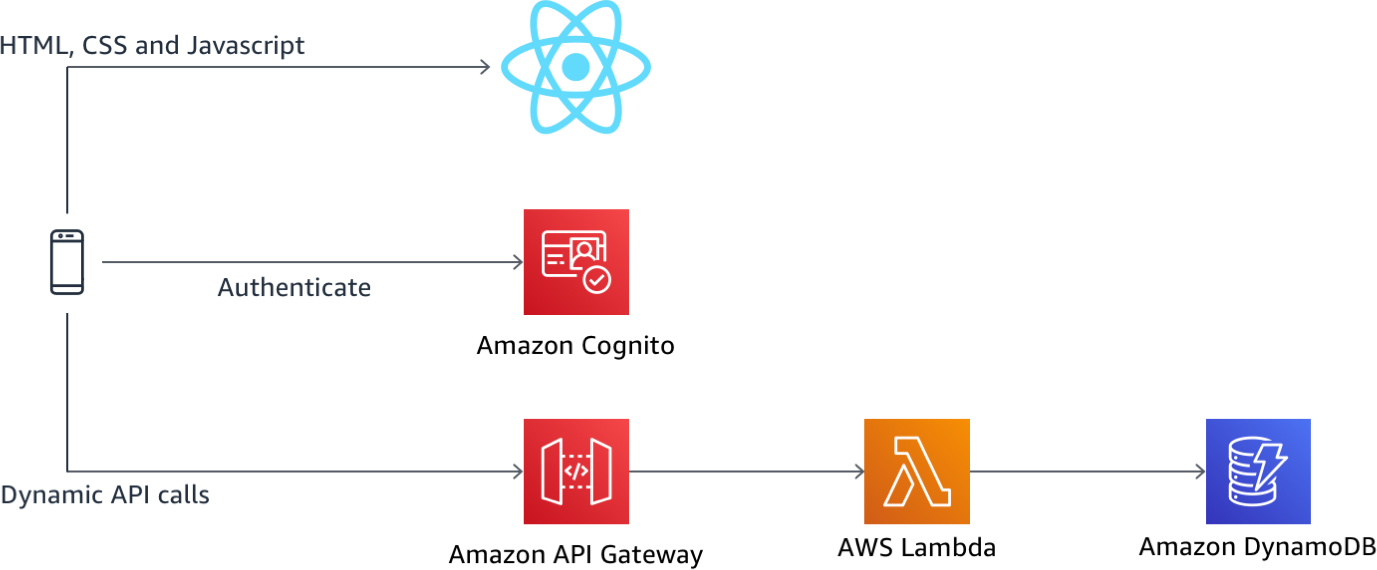 HTML, CSS and Javascript
Authenticate
Amazon Cognito
Dynamic API calls
Amazon API Gateway
AWS Lambda
Amazon DynamoDB